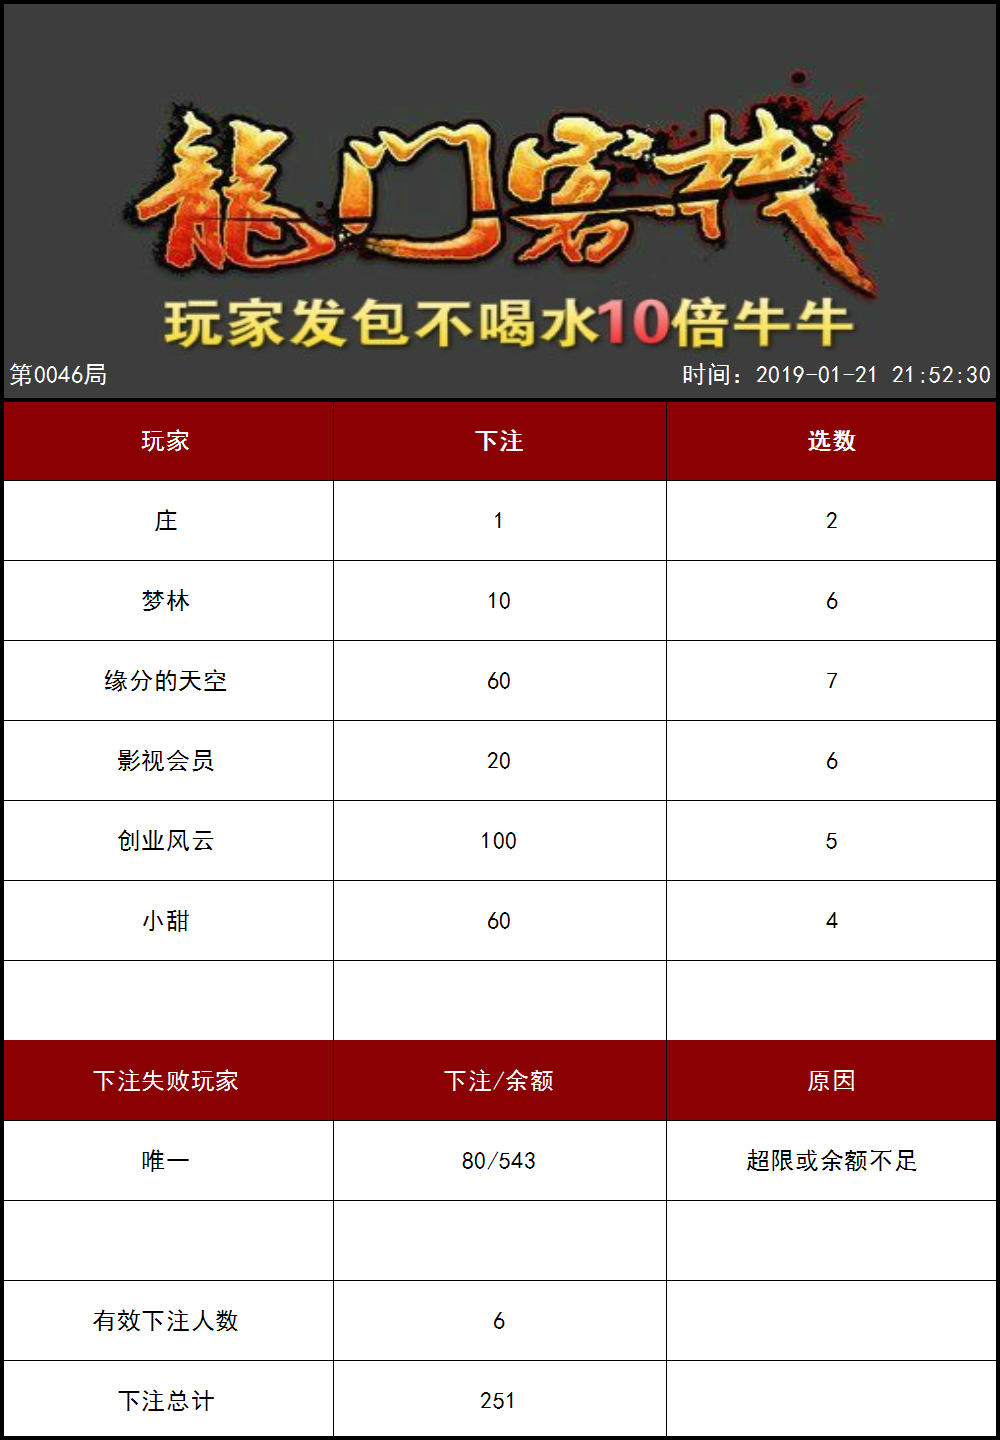 龍门客栈
玩家发包不喝水10倍牛牛
第0046局 时间：2019-01-21 21:52:30
玩家 下注 选数
庄 1 2
梦林 10 6
缘分的天空 60 7
影视会员 20 6
创业风云 100 5
小甜 60 4
下注失败玩家 下注/余额 原因
唯一 80/543 超限或余额不足
有效下注人数 6
下注总计 251